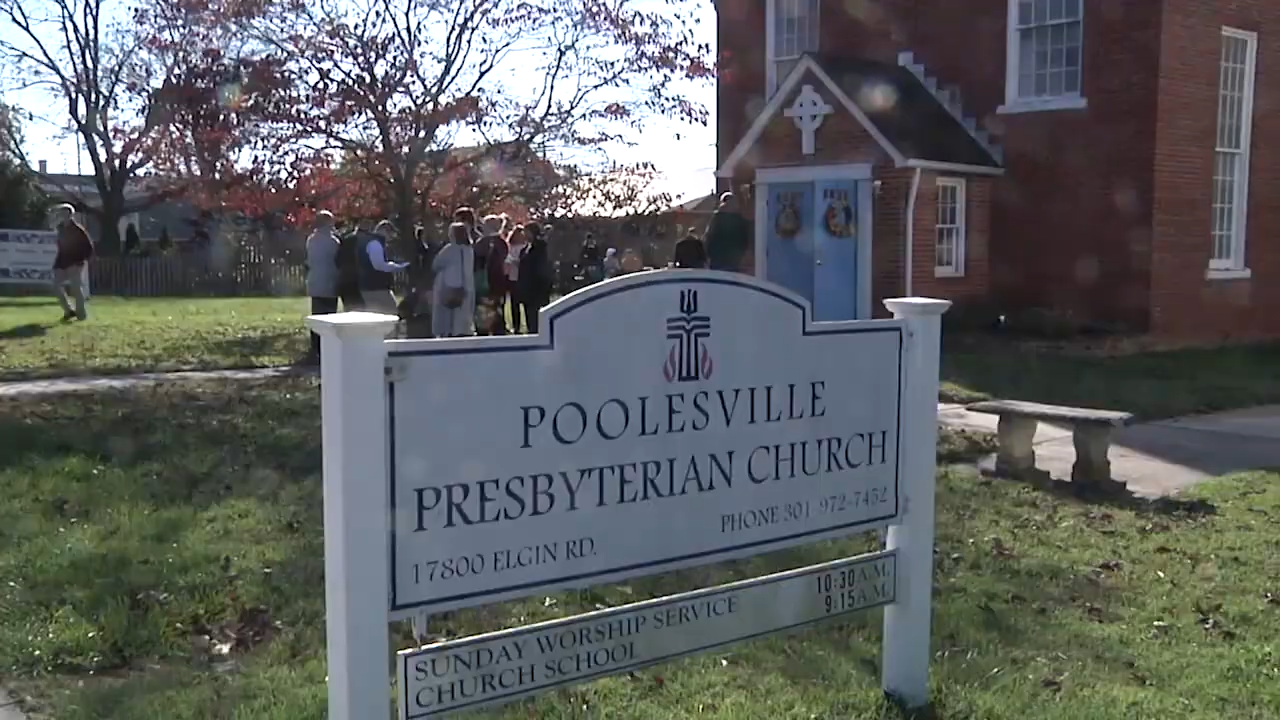 POOLESVILLE
PRESBYTERIAN CHURCH
PHONE 301 972-7452
17800 ELGIN RD.
SUNDAY WORSHIP SERVICE 10:30 A.M.
CHURCH SCHOOL 9:15 A.M.